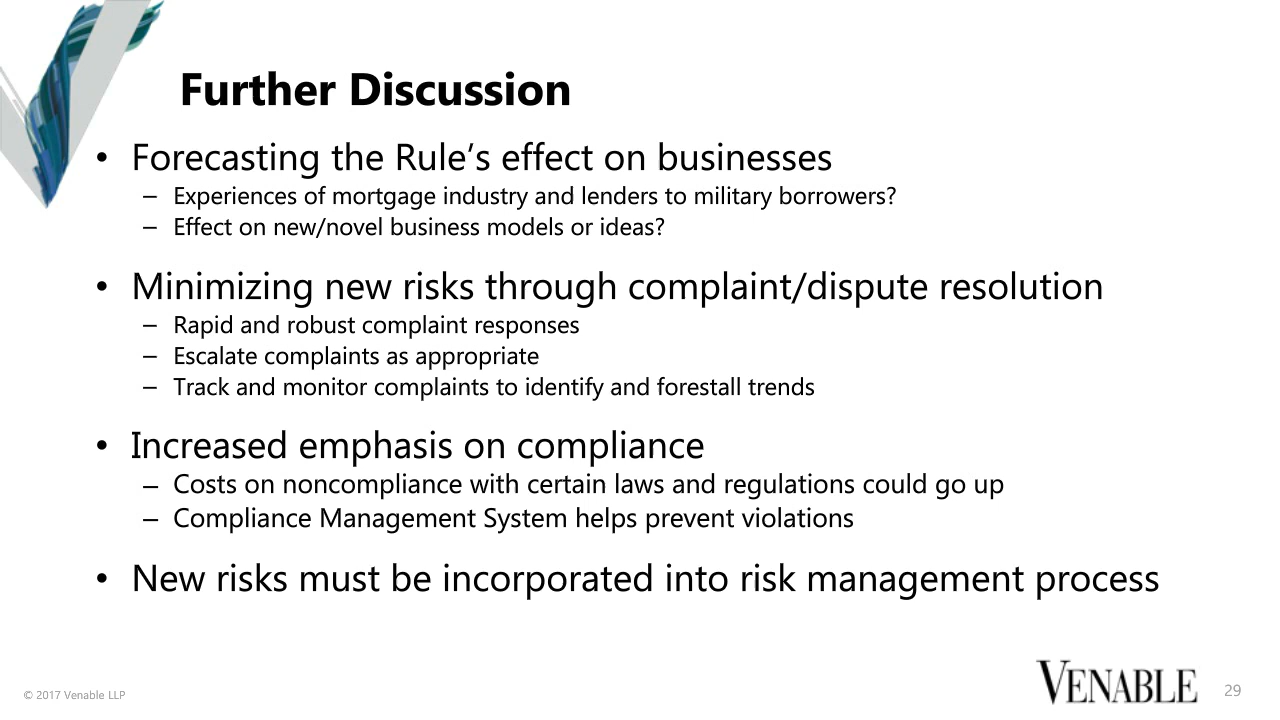 Further Discussion
• Forecasting the Rule’s effect on businesses
– Experiences of mortgage industry and lenders to military borrowers?
– Effect on new/novel business models or ideas?
• Minimizing new risks through complaint/dispute resolution
– Rapid and robust complaint responses
– Escalate complaints as appropriate
– Track and monitor complaints to identify and forestall trends
• Increased emphasis on compliance
– Costs on noncompliance with certain laws and regulations could go up
– Compliance Management System helps prevent violations
• New risks must be incorporated into risk management process
© 2017 Venable LLP
VENABLE
29